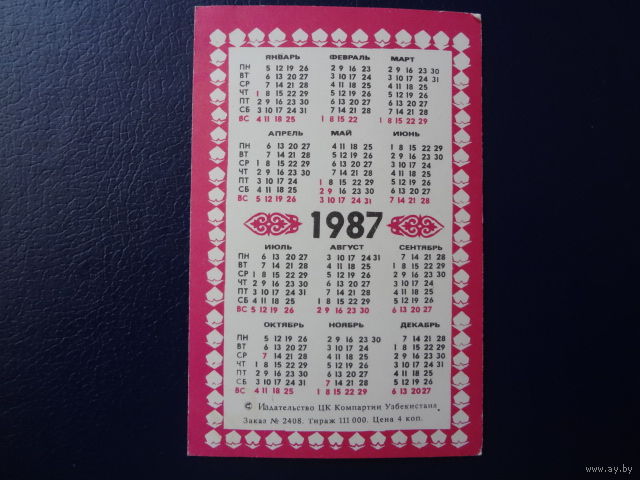 ЯНВАРЬ ФЕВРАЛЬ МАРТ
ПН 5 12 19 26 2 9 16 23 2 9 16 23 30
ВТ 6 13 20 27 3 10 17 24 3 10 17 24 31
СР 7 14 21 28 4 11 18 25 4 11 18 25
ЧТ 1 8 15 22 29 5 12 19 26 5 12 19 26
ПТ 2 9 16 23 30 6 13 20 27 6 13 20 27
СБ 3 10 17 24 31 7 14 21 28 7 14 21 28
ВС 4 11 18 25 1 8 15 22 1 8 15 22 29
АПРЕЛЬ МАЙ ИЮНЬ
ПН 6 13 20 27 4 11 18 25 1 8 15 22 29
ВТ 7 14 21 28 5 12 19 26 2 9 16 23 30
СР 1 8 15 22 29 6 13 20 27 3 10 17 24
ЧТ 2 9 16 23 30 7 14 21 28 4 11 18 25
ПТ 3 10 17 24 1 8 15 22 29 5 12 19 26
СБ 4 11 18 25 2 9 16 23 30 6 13 20 27
ВС 5 12 19 26 3 10 17 24 31 7 14 21 28
1987
ИЮЛЬ АВГУСТ СЕНТЯБРЬ
ПН 6 13 20 27 3 10 17 24 31 7 14 21 28
ВТ 7 14 21 28 4 11 18 25 1 8 15 22 29
СР 1 8 15 22 29 5 12 19 26 2 9 16 23 30
ЧТ 2 9 16 23 30 6 13 20 27 3 10 17 24
ПТ 3 10 17 24 31 7 14 21 28 4 11 18 25
СБ 4 11 18 25 1 8 15 22 29 5 12 19 26
ВС 5 12 19 26 2 9 16 23 30 6 13 20 27
ОКТЯБРЬ НОЯБРЬ ДЕКАБРЬ
ПН 5 12 19 26 2 9 16 23 30 7 14 21 28
ВТ 6 13 20 27 3 10 17 24 1 8 15 22 29
СР 7 14 21 28 4 11 18 25 2 9 16 23 30
ЧТ 1 8 15 22 29 5 12 19 26 3 10 17 24 31
ПТ 2 9 16 23 30 6 13 20 27 4 11 18 25
СБ 3 10 17 24 31 7 14 21 28 5 12 19 26
ВС 4 11 18 25 1 8 15 22 29 6 13 20 27
© Издательство ЦК Компартии Узбекистана
Заказ № 2408. Тираж 111 000. Цена 4 коп.
www.ay.by